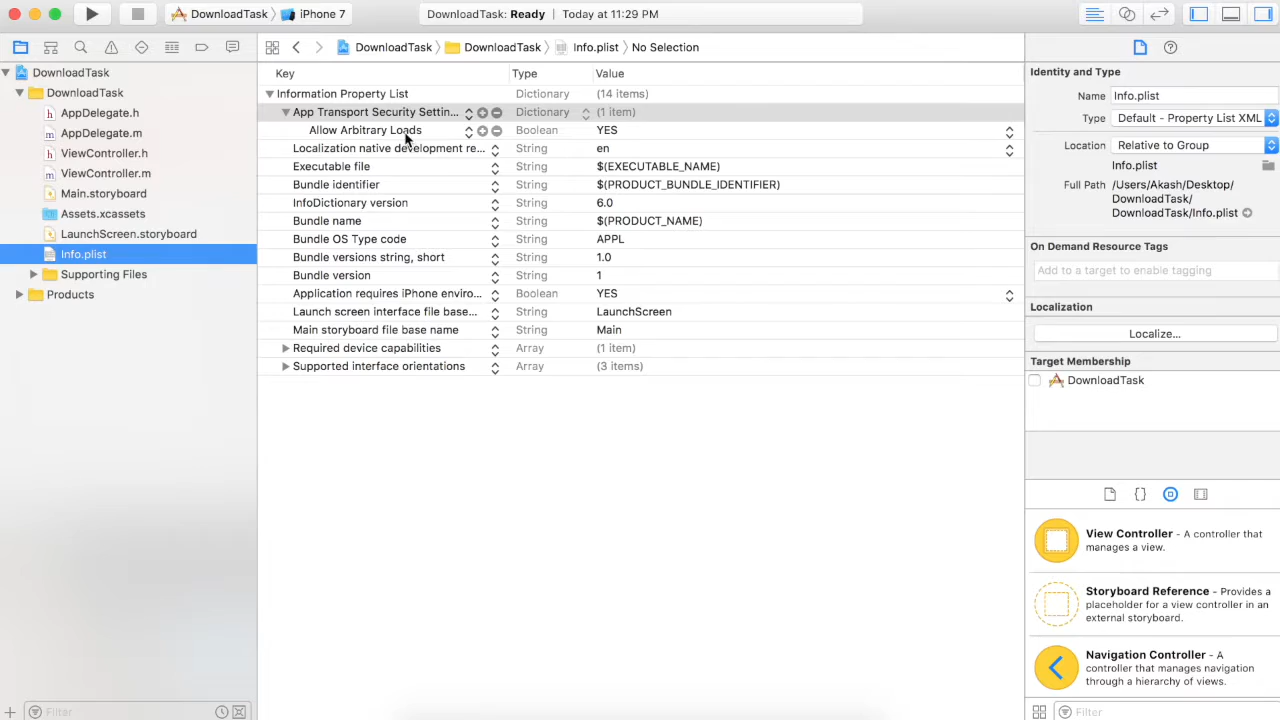 DownloadTask iPhone 7 DownloadTask: Ready Today at 11:29 PM
DownloadTask DownloadTask Info.plist No Selection
DownloadTask
DownloadTask
AppDelegate.h
AppDelegate.m
ViewController.h
ViewController.m
Main.storyboard
Assets.xcassets
LaunchScreen.storyboard
Info.plist
Supporting Files
Products
Filter
Key Type Value
Information Property List Dictionary (14 items)
App Transport Security Settin... Dictionary (1 item)
Allow Arbitrary Loads Boolean YES
Localization native development re... String en
Executable file String $(EXECUTABLE_NAME)
Bundle identifier String $(PRODUCT_BUNDLE_IDENTIFIER)
InfoDictionary version String 6.0
Bundle name String $(PRODUCT_NAME)
Bundle OS Type code String APPL
Bundle versions string, short String 1.0
Bundle version String 1
Application requires iPhone enviro... Boolean YES
Launch screen interface file base... String LaunchScreen
Main storyboard file base name String Main
Required device capabilities Array (1 item)
Supported interface orientations Array (3 items)
Identity and Type
Name Info.plist
Type Default - Property List XML
Location Relative to Group
Info.plist
Full Path /Users/Akash/Desktop/
DownloadTask/
DownloadTask/Info.plist
On Demand Resource Tags
Add to a target to enable tagging
Localization
Localize...
Target Membership
DownloadTask
View Controller - A controller that
manages a view.
Storyboard Reference - Provides a
placeholder for a view controller in an
external storyboard.
Navigation Controller - A
controller that manages navigation
through a hierarchy of views.
Filter